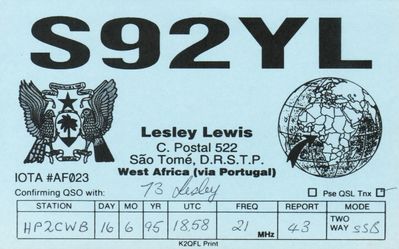 S92YL
Lesley Lewis
C. Postal 522
São Tomé, D.R.S.T.P.
West Africa (via Portugal)
IOTA #AF023
Confirming QSO with: 73 Lesley Pse QSL Tnx
STATION DAY MO YR UTC FREQ REPORT MODE
HP2CWB 16 6 95 1858 21 MHz 43 TWO WAY SSB
K2QFL Print